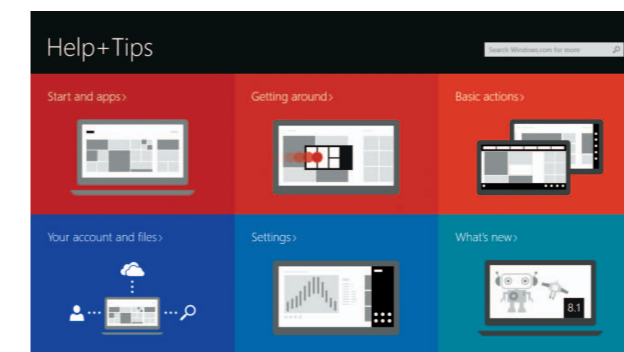 Help+Tips
Search Windows.com for more
Start and apps>
Getting around>
Basic actions>
Your account and files>
Settings>
What's new>
8.1